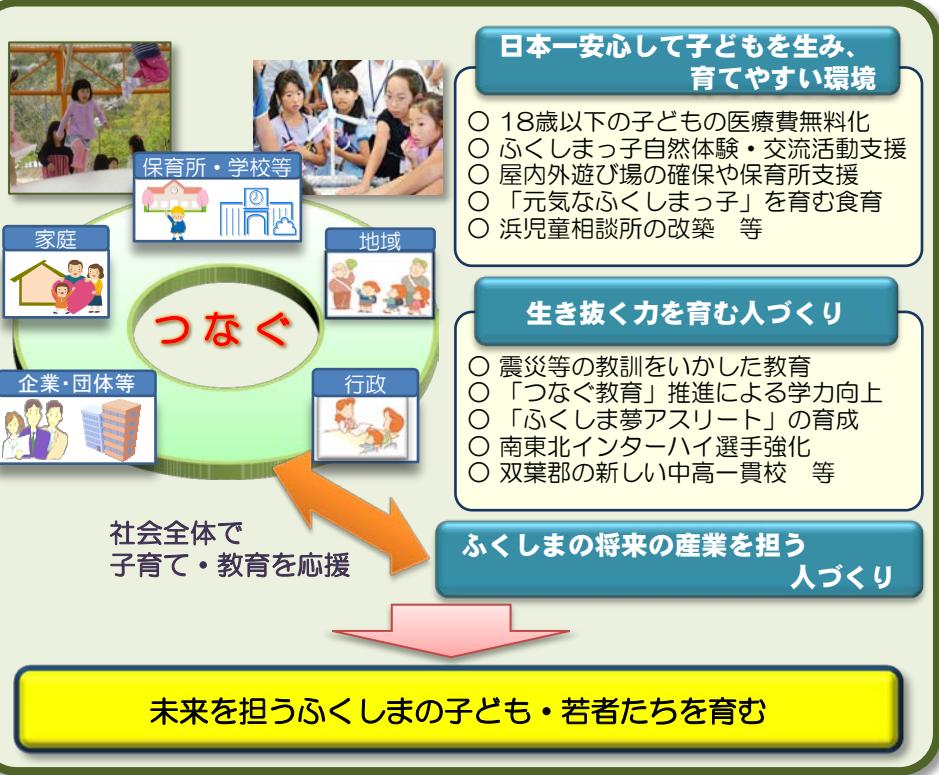 日本一安心して子どもを生み、
育てやすい環境
○ 18歳以下の子どもの医療費無料化
○ ふくしまっ子自然体験・交流活動支援
○ 屋内外遊び場の確保や保育所支援
○ 「元気なふくしまっ子」を育む食育
○ 浜児童相談所の改築 等
保育所・学校等
家庭
地域
つなぐ
企業・団体等
行政
生き抜く力を育む人づくり
○ 震災等の教訓をいかした教育
○ 「つなぐ教育」推進による学力向上
○ 「ふくしま夢アスリート」の育成
○ 南東北インターハイ選手強化
○ 双葉郡の新しい中高一貫校 等
社会全体で
子育て・教育を応援
ふくしまの将来の産業を担う
人づくり
未来を担うふくしまの子ども・若者たちを育む